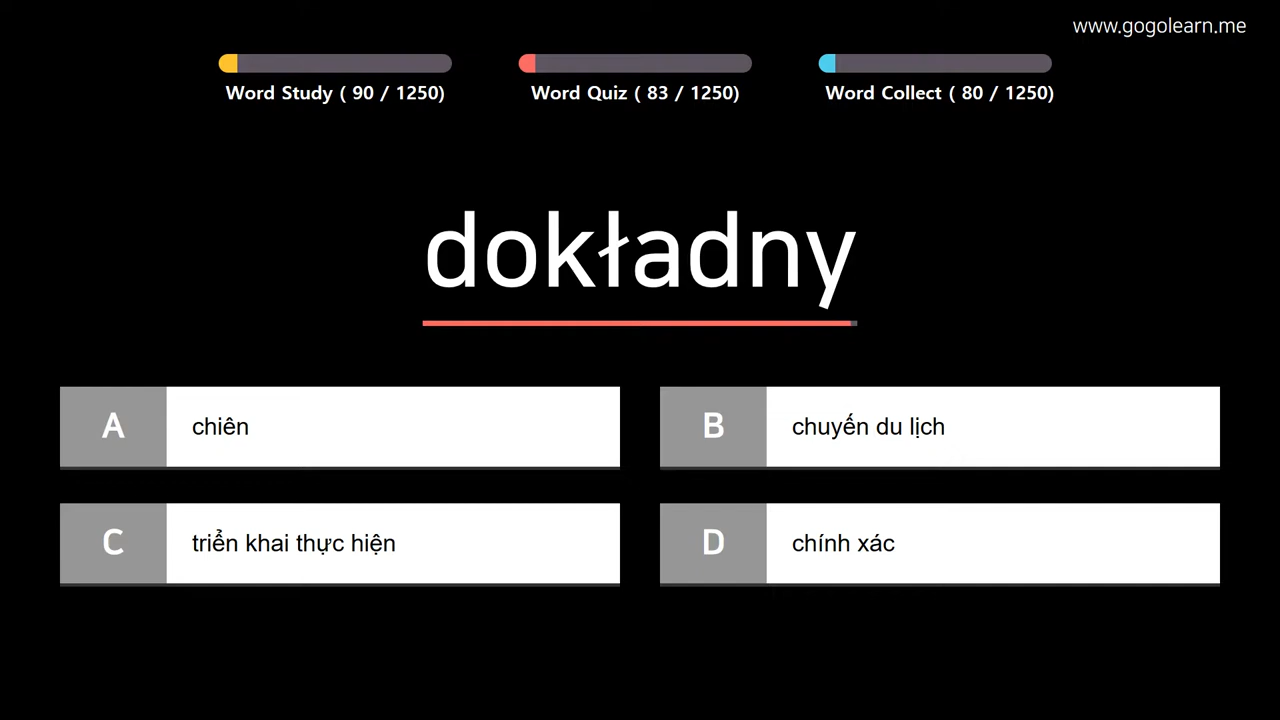 www.gogolearn.me
Word Study ( 90 / 1250)
Word Quiz ( 83 / 1250)
Word Collect ( 80 / 1250)
dokładny
A chiên
B chuyến du lịch
C triển khai thực hiện
D chính xác